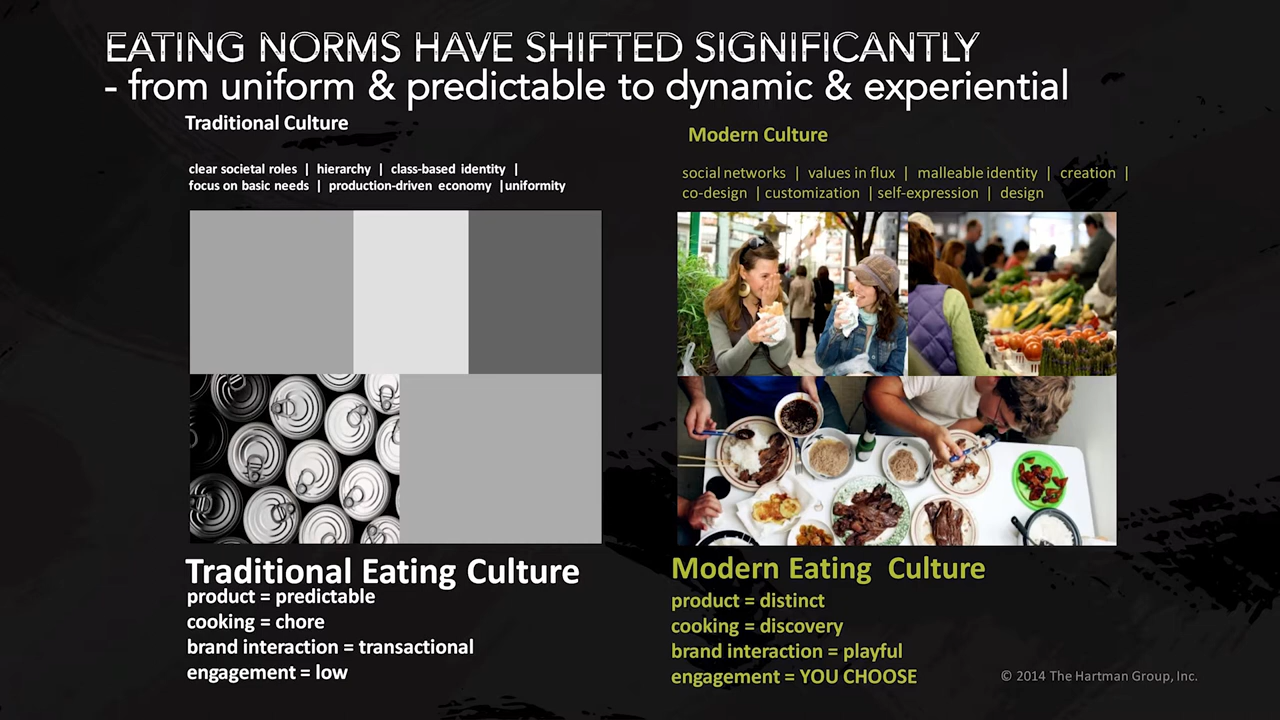 EATING NORMS HAVE SHIFTED SIGNIFICANTLY
- from uniform & predictable to dynamic & experiential
Traditional Culture
clear societal roles | hierarchy | class-based identity |
focus on basic needs | production-driven economy |uniformity
Traditional Eating Culture
product = predictable
cooking = chore
brand interaction = transactional
engagement = low
Modern Culture
social networks | values in flux | malleable identity | creation |
co-design | customization | self-expression | design
Modern Eating Culture
product = distinct
cooking = discovery
brand interaction = playful
engagement = YOU CHOOSE
© 2014 The Hartman Group, Inc.